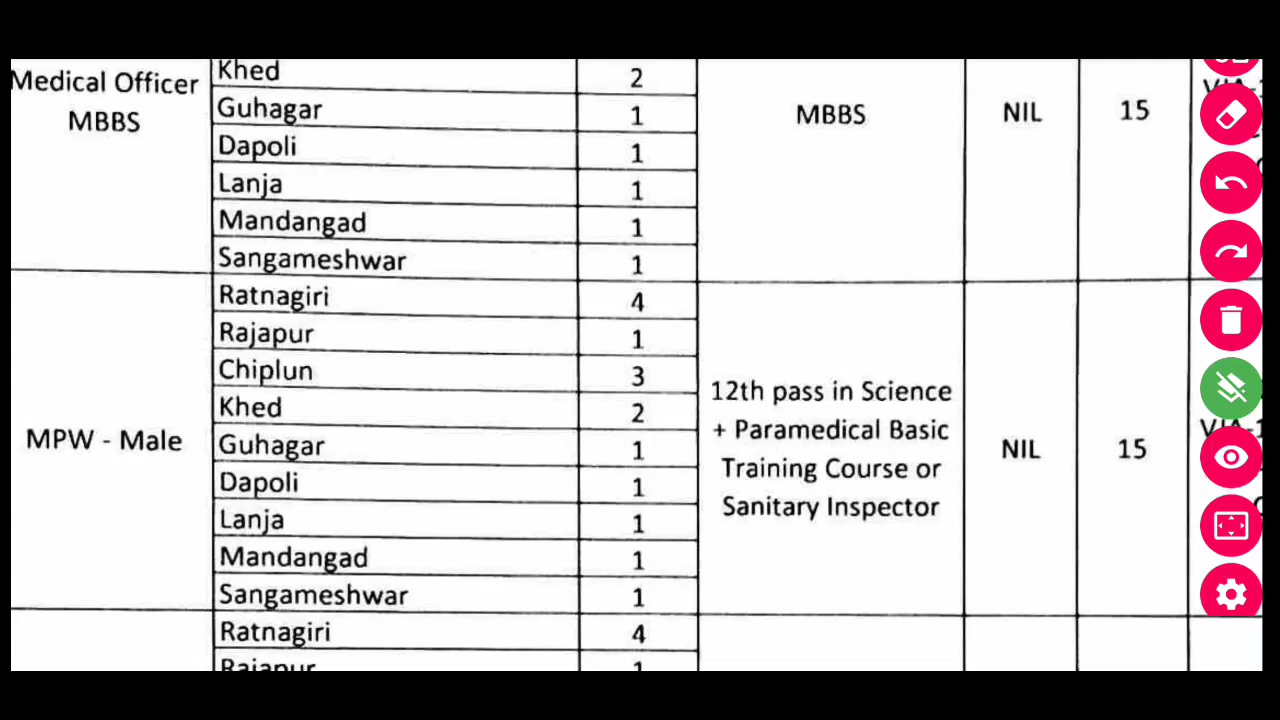 Medical Officer
MBBS
Khed 2
Guhagar 1
Dapoli 1
Lanja 1
Mandangad 1
Sangameshwar 1
MBBS NIL 15
MPW - Male
Ratnagiri 4
Rajapur 1
Chiplun 3
Khed 2
Guhagar 1
Dapoli 1
Lanja 1
Mandangad 1
Sangameshwar 1
12th pass in Science
+ Paramedical Basic
Training Course or
Sanitary Inspector
NIL 15
Ratnagiri 4
Rajapur 1